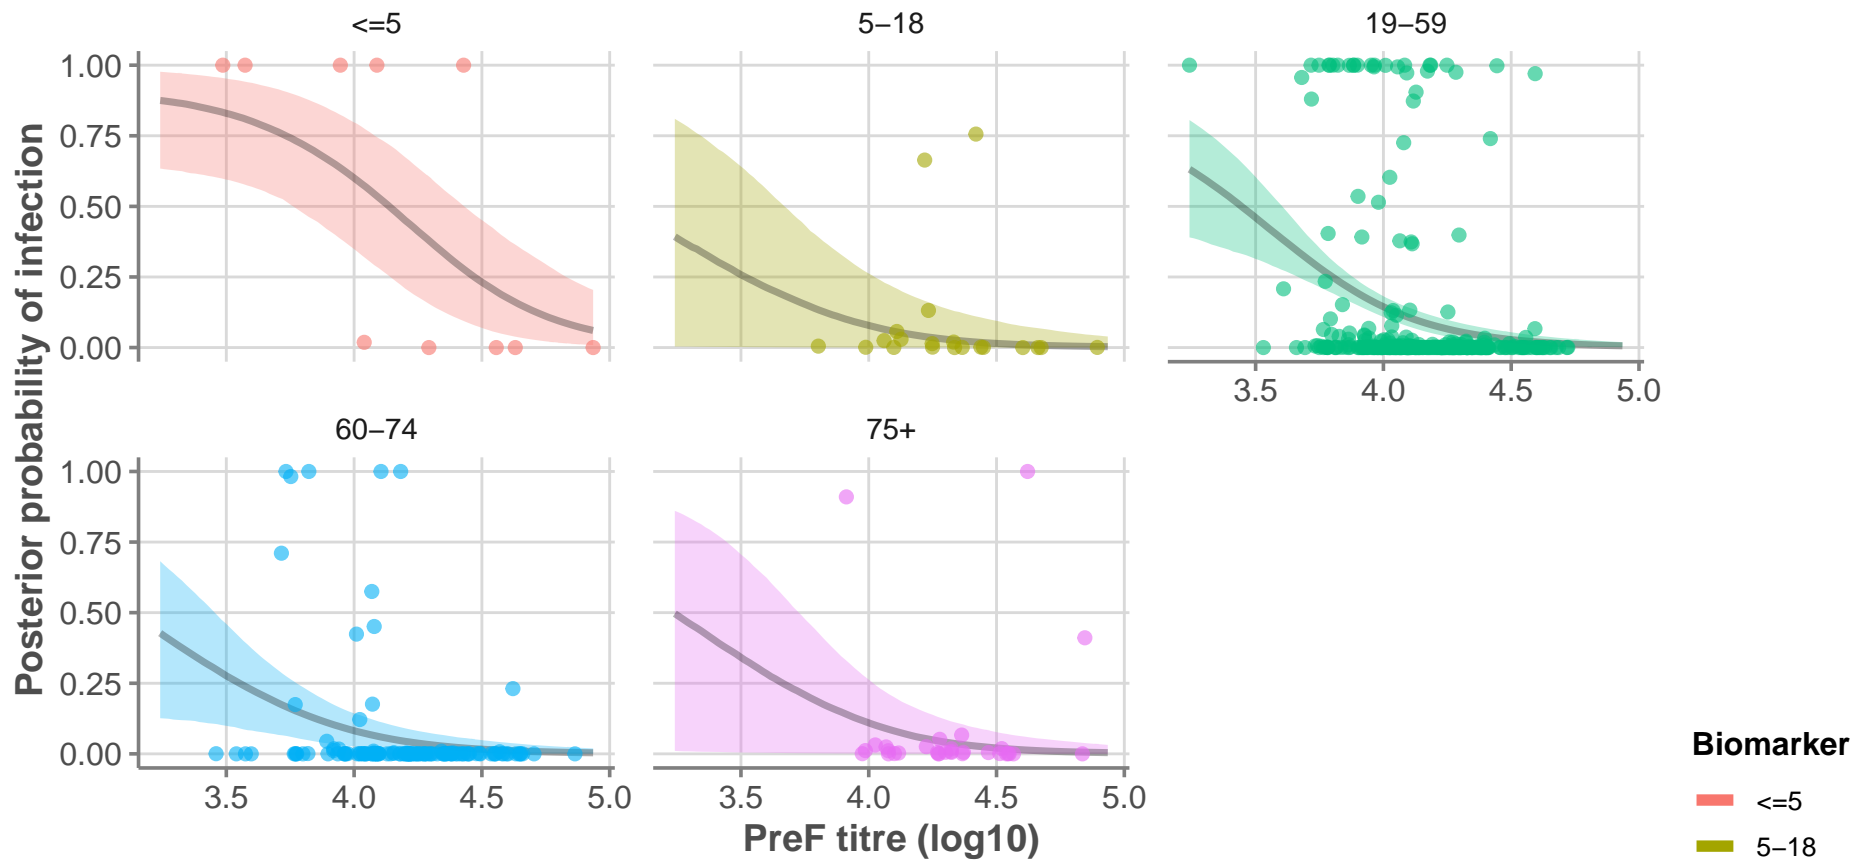 <=5
5–18
19–59
1.00
0.75
0.50
0.25
0.00
3.5 4.0 4.5 5.0
60–74
75+
1.00
0.75
0.50
0.25
0.00
3.5 4.0 4.5 5.0
3.5 4.0 4.5 5.0
Posterior probability of infection
PreF titre (log10)
Biomarker
<=5
5–18